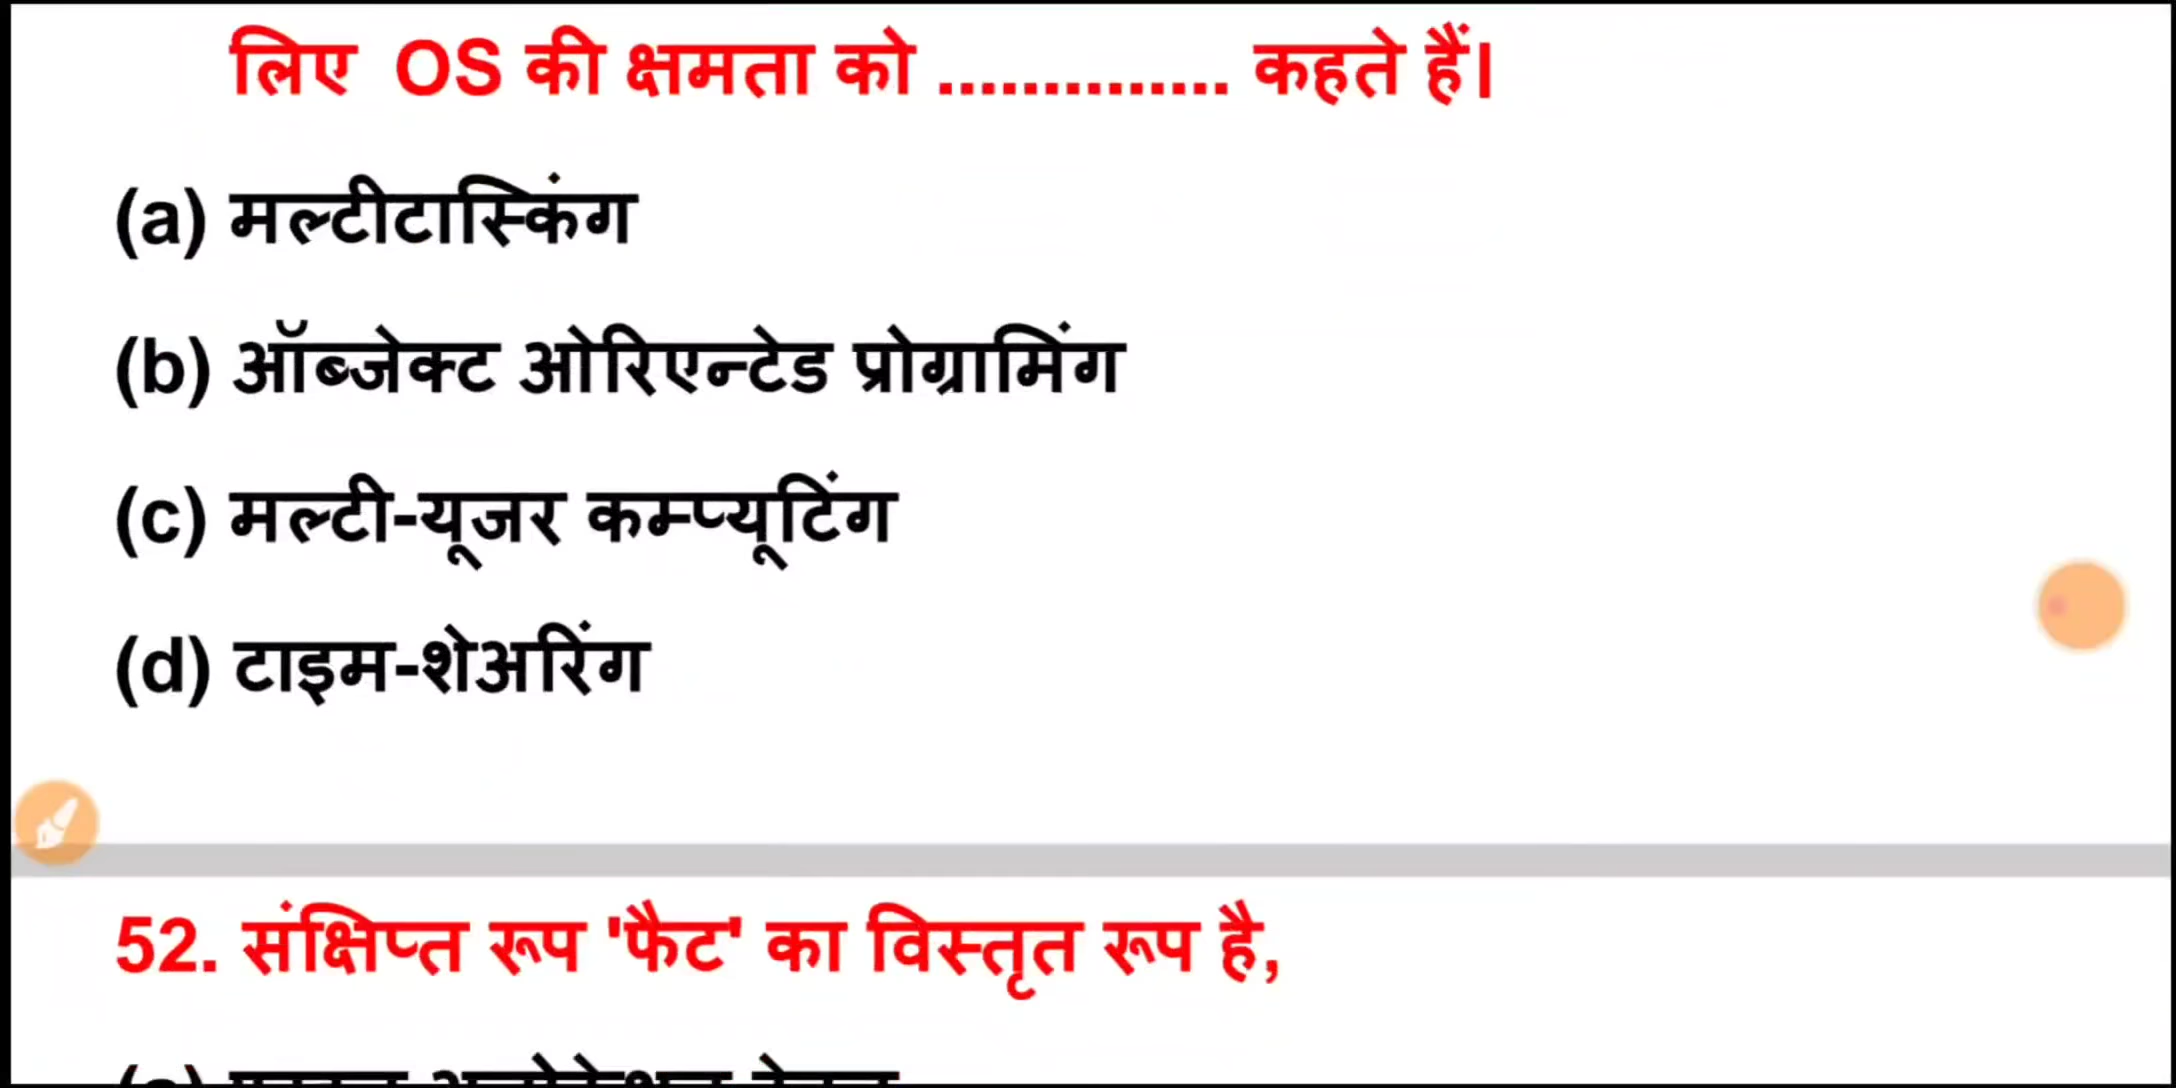 लिए OS की क्षमता को .............. कहते हैं।
(a) मल्टीटास्किंग
(b) ऑब्जेक्ट ओरिएन्टेड प्रोग्रामिंग
(c) मल्टी-यूजर कम्प्यूटिंग
(d) टाइम-शेअरिंग
52. संक्षिप्त रूप 'फैट' का विस्तृत रूप है,